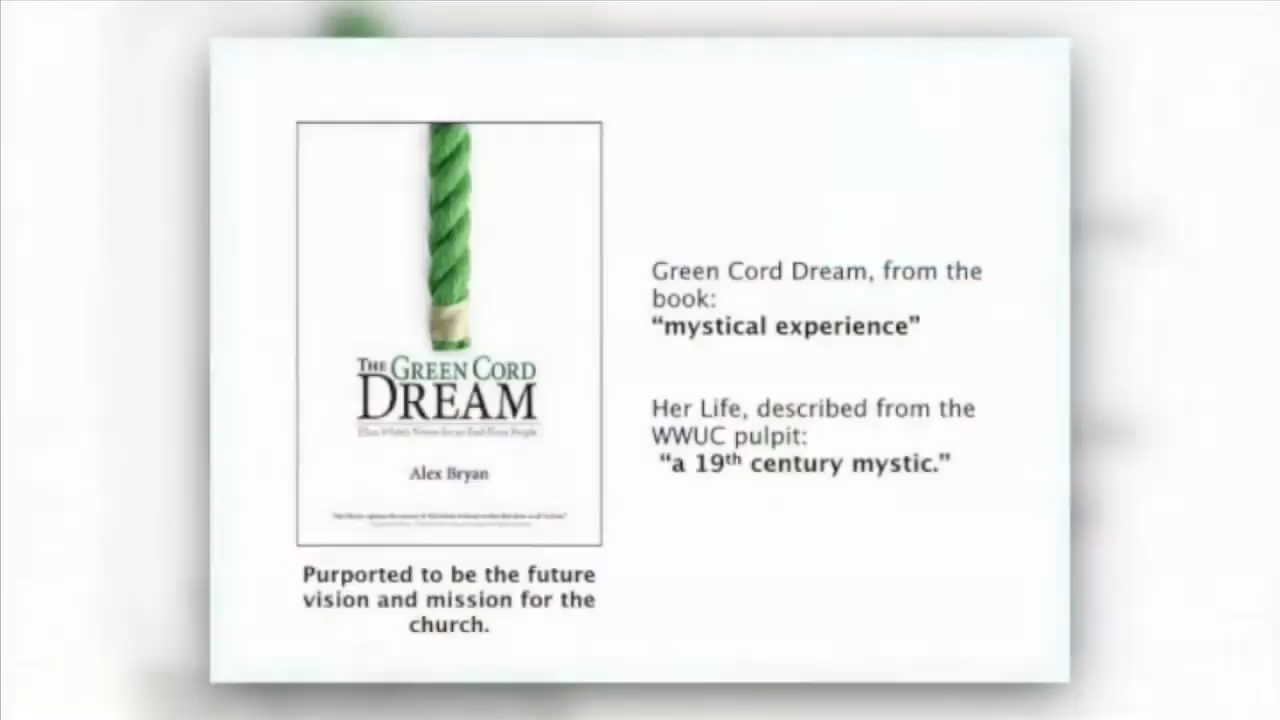 THE GREEN CORD
DREAM
Alex Bryan
Purported to be the future
vision and mission for the
church.
Green Cord Dream, from the
book:
“mystical experience”
Her Life, described from the
WWUC pulpit:
“a 19th century mystic.”